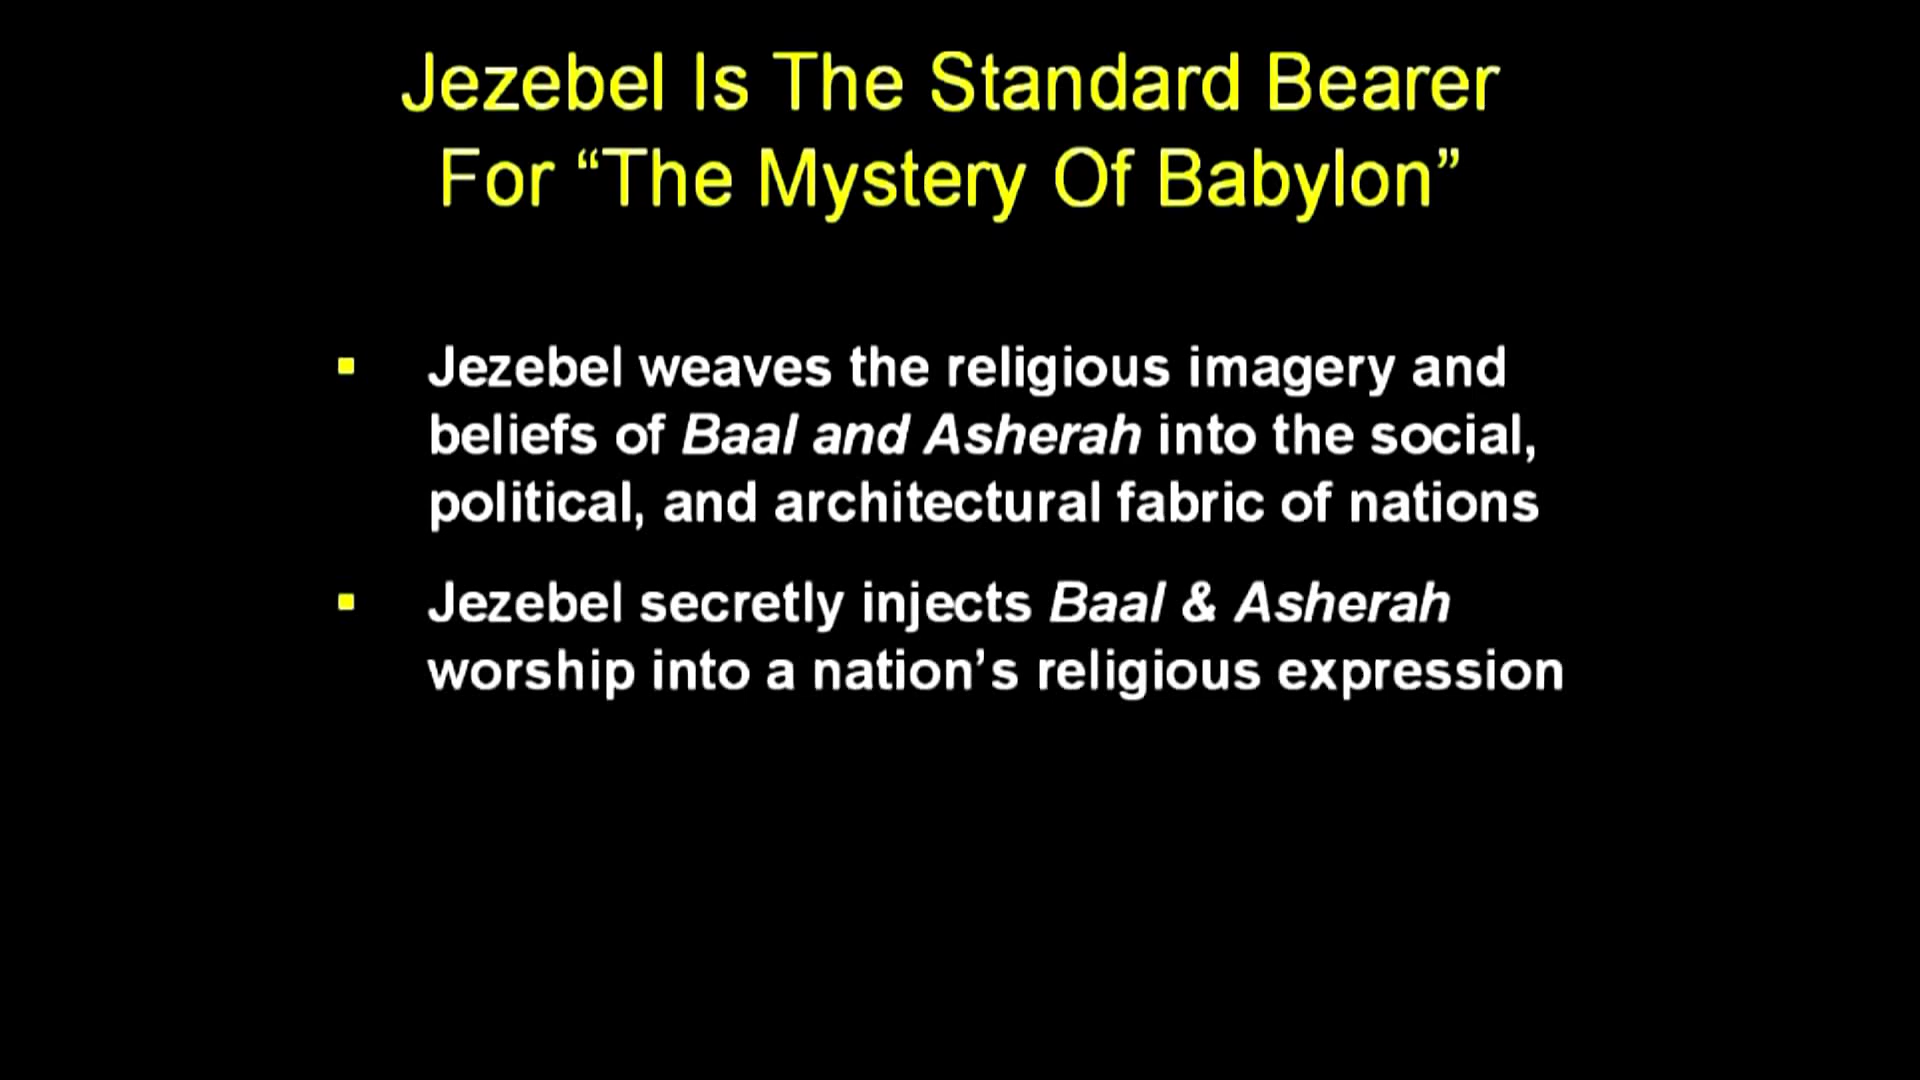 Jezebel Is The Standard Bearer
For “The Mystery Of Babylon”
▪ Jezebel weaves the religious imagery and
beliefs of Baal and Asherah into the social,
political, and architectural fabric of nations
▪ Jezebel secretly injects Baal & Asherah
worship into a nation’s religious expression